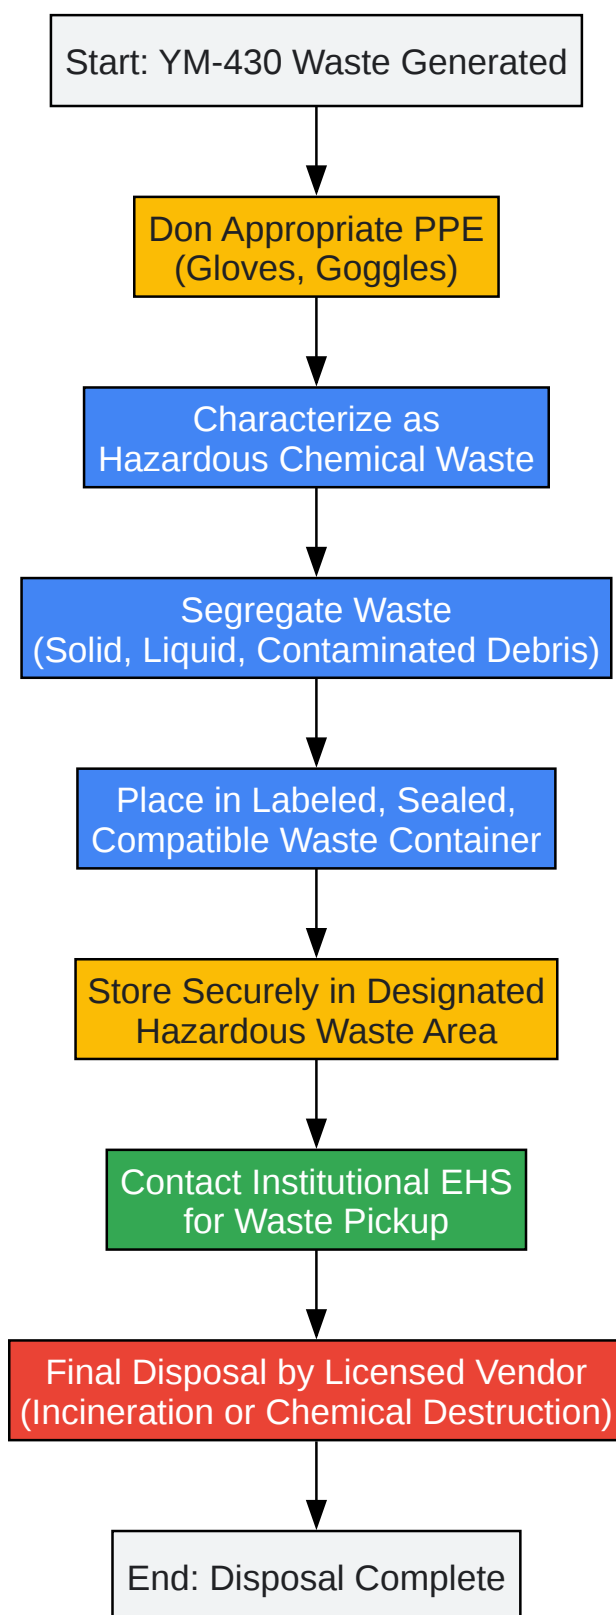 Start: YM-430 Waste Generated
Don Appropriate PPE
(Gloves, Goggles)
Characterize as
Hazardous Chemical Waste
Segregate Waste
(Solid, Liquid, Contaminated Debris)
Place in Labeled, Sealed,
Compatible Waste Container
Store Securely in Designated
Hazardous Waste Area
Contact Institutional EHS
for Waste Pickup
Final Disposal by Licensed Vendor
(Incineration or Chemical Destruction)
End: Disposal Complete